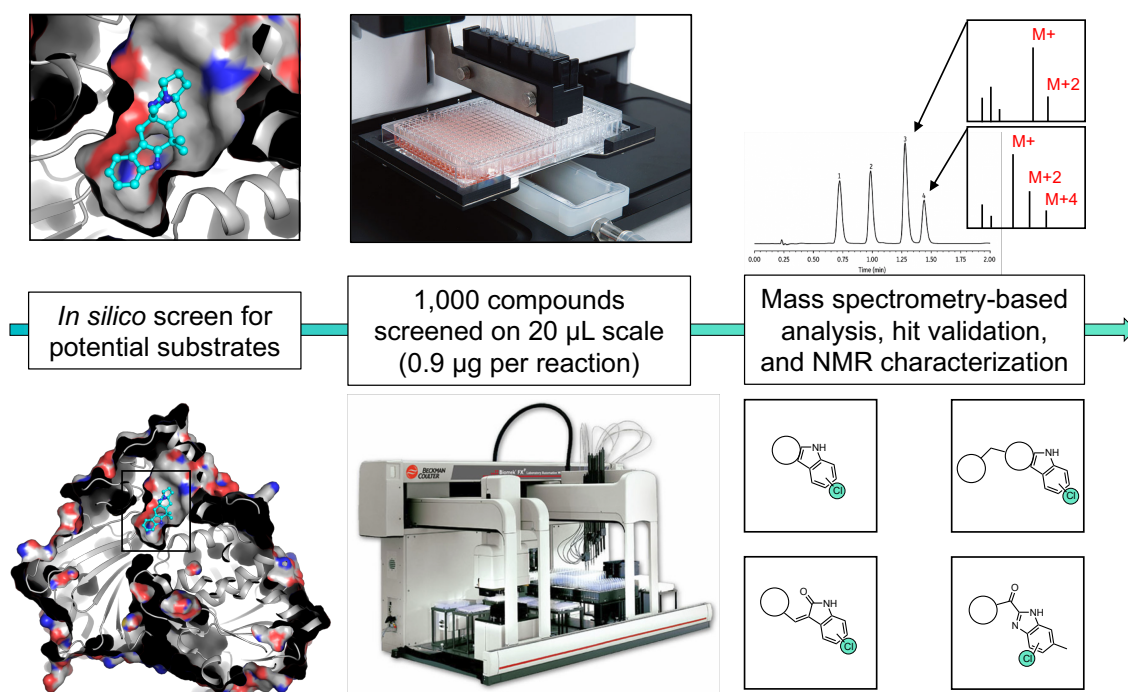 M+
M+2
M+
M+2
M+4
1
2
3
4
0.00
0.25
0.50
0.75
1.00
1.25
1.50
1.75
2.00
Time (min)
In silico screen for
potential substrates
1,000 compounds
screened on 20 μL scale
(0.9 μg per reaction)
Mass spectrometry-based
analysis, hit validation,
and NMR characterization
BECKMAN
COULTER
Biomek FX
NH
Cl
NH
Cl
O
NH
Cl
O
NH
N
Cl